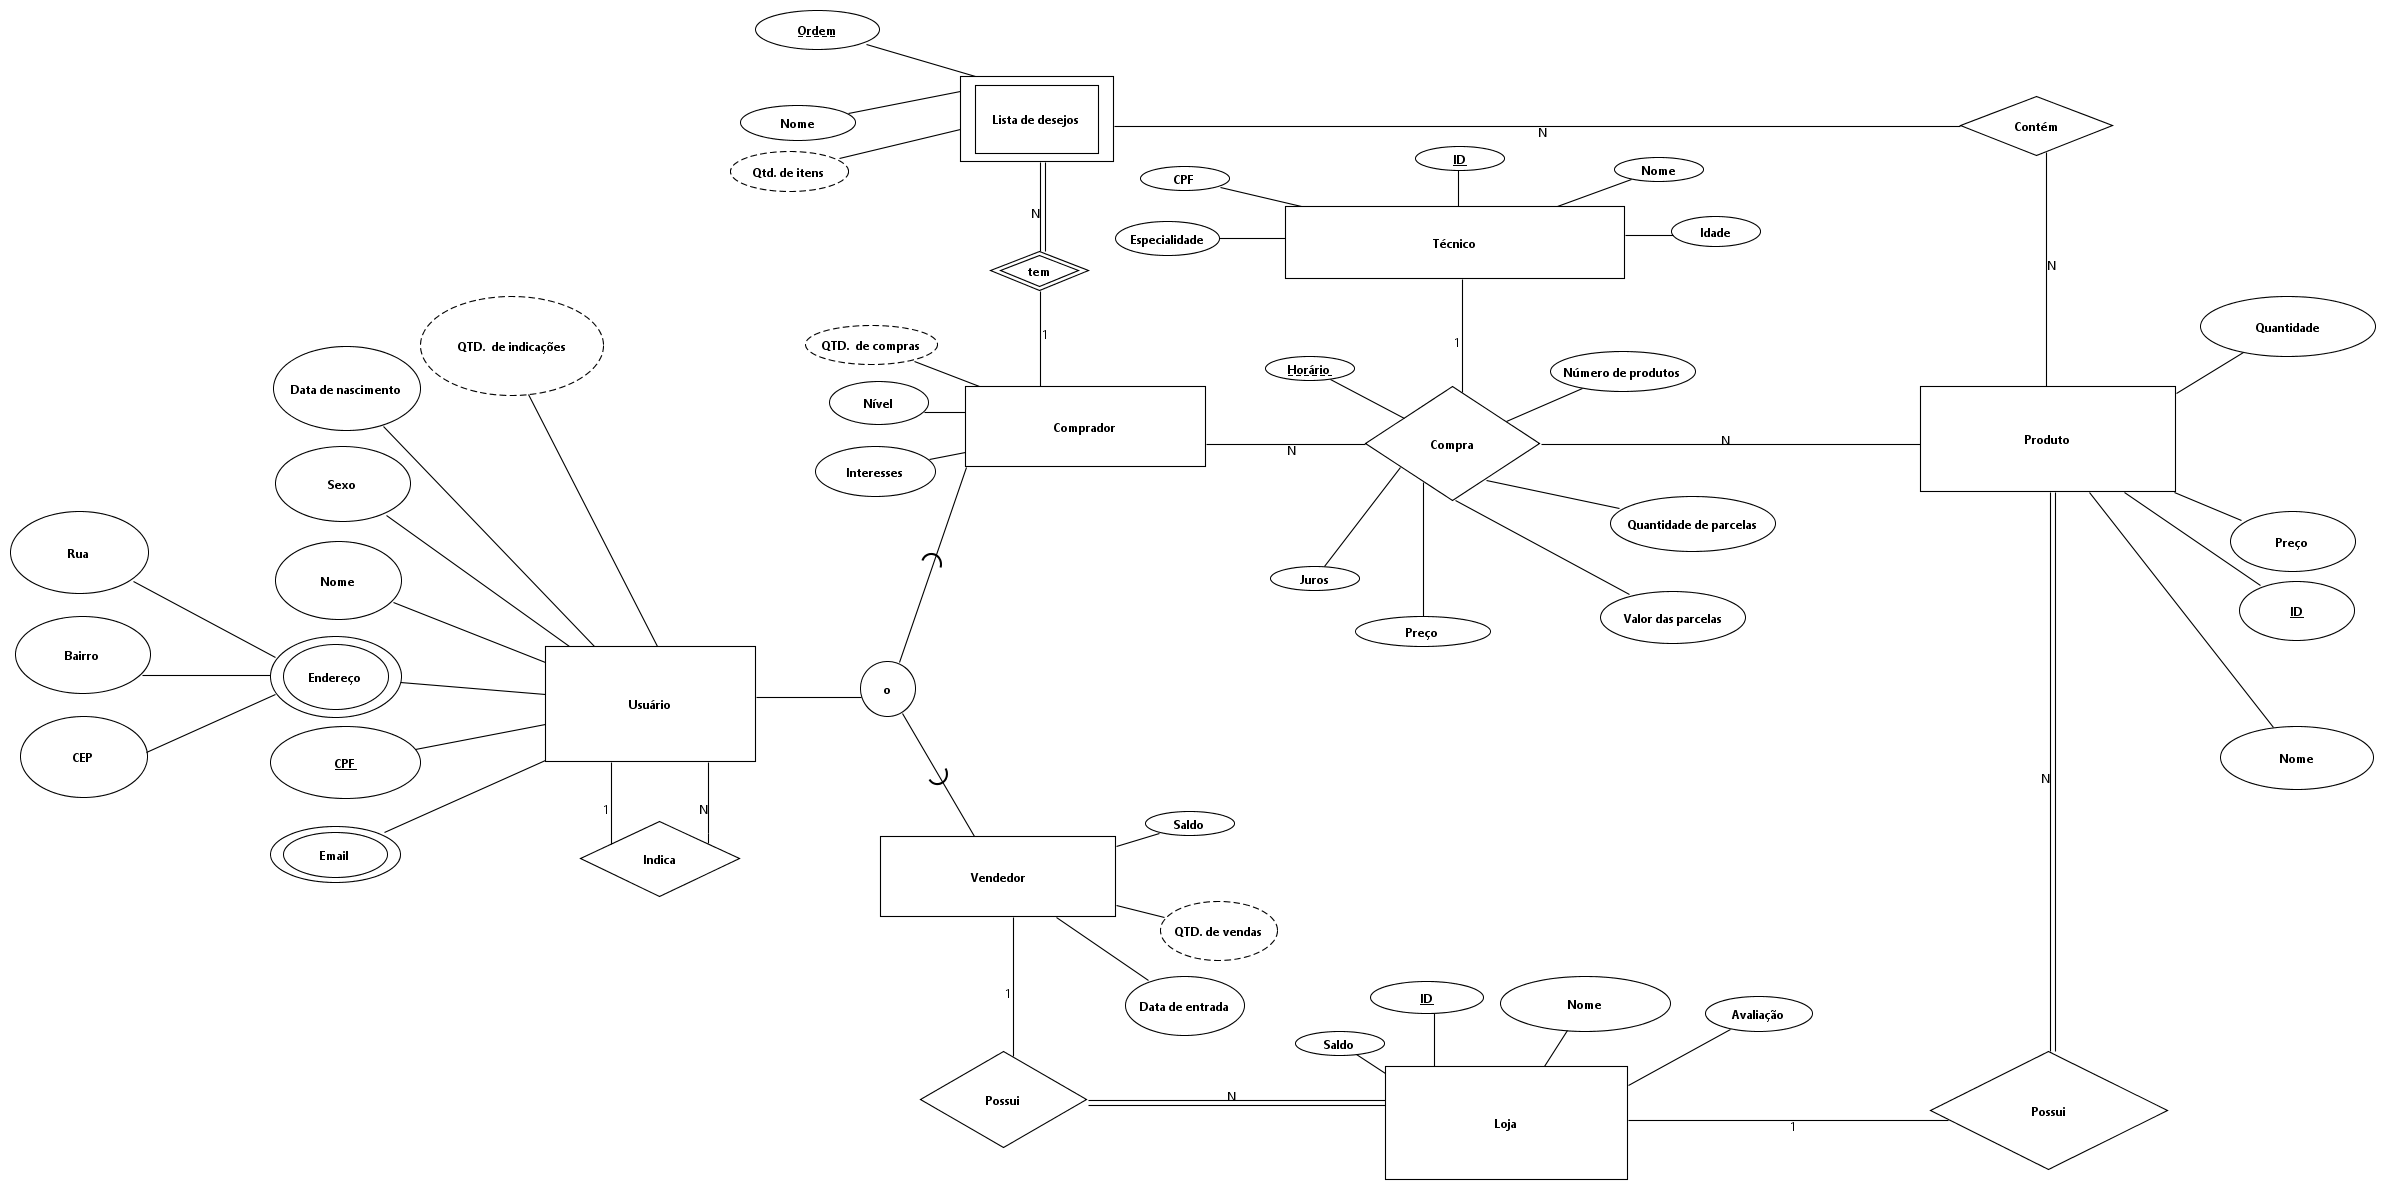 Ordem
Nome
Qtd. de itens
Lista de desejos
N
Contém
N
tem
1
N
CPF
ID
Nome
Especialidade
Técnico
Idade
1
QTD.  de compras
Nível
Interesses
Comprador
N
Horário
Número de produtos
Compra
N
Quantidade de parcelas
Juros
Preço
Valor das parcelas
Quantidade
Produto
Preço
ID
Nome
N
QTD.  de indicações
Data de nascimento
Sexo
Nome
Rua
Bairro
CEP
Endereço
CPF
Email
Usuário
1
N
Indica
o
Vendedor
Saldo
QTD. de vendas
Data de entrada
1
Possui
N
Saldo
ID
Nome
Avaliação
Loja
1
Possui